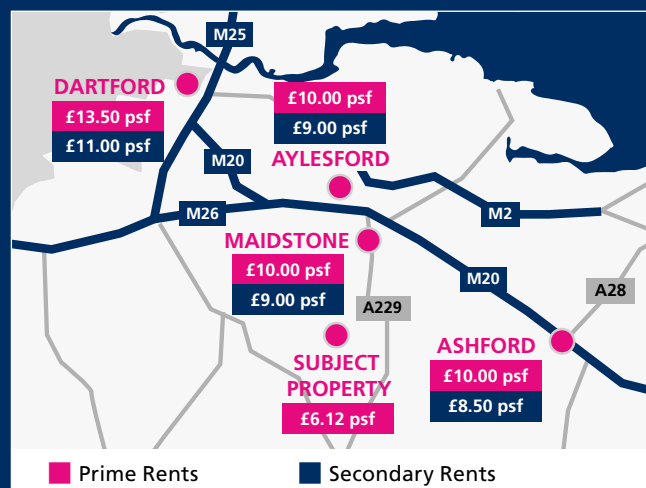 M25
DARTFORD
£13.50 psf
£11.00 psf
£10.00 psf
£9.00 psf
AYLESFORD
M20
M26
M2
MAIDSTONE
£10.00 psf
£9.00 psf
M20
A229
A28
SUBJECT
PROPERTY
£6.12 psf
ASHFORD
£10.00 psf
£8.50 psf
Prime Rents
Secondary Rents